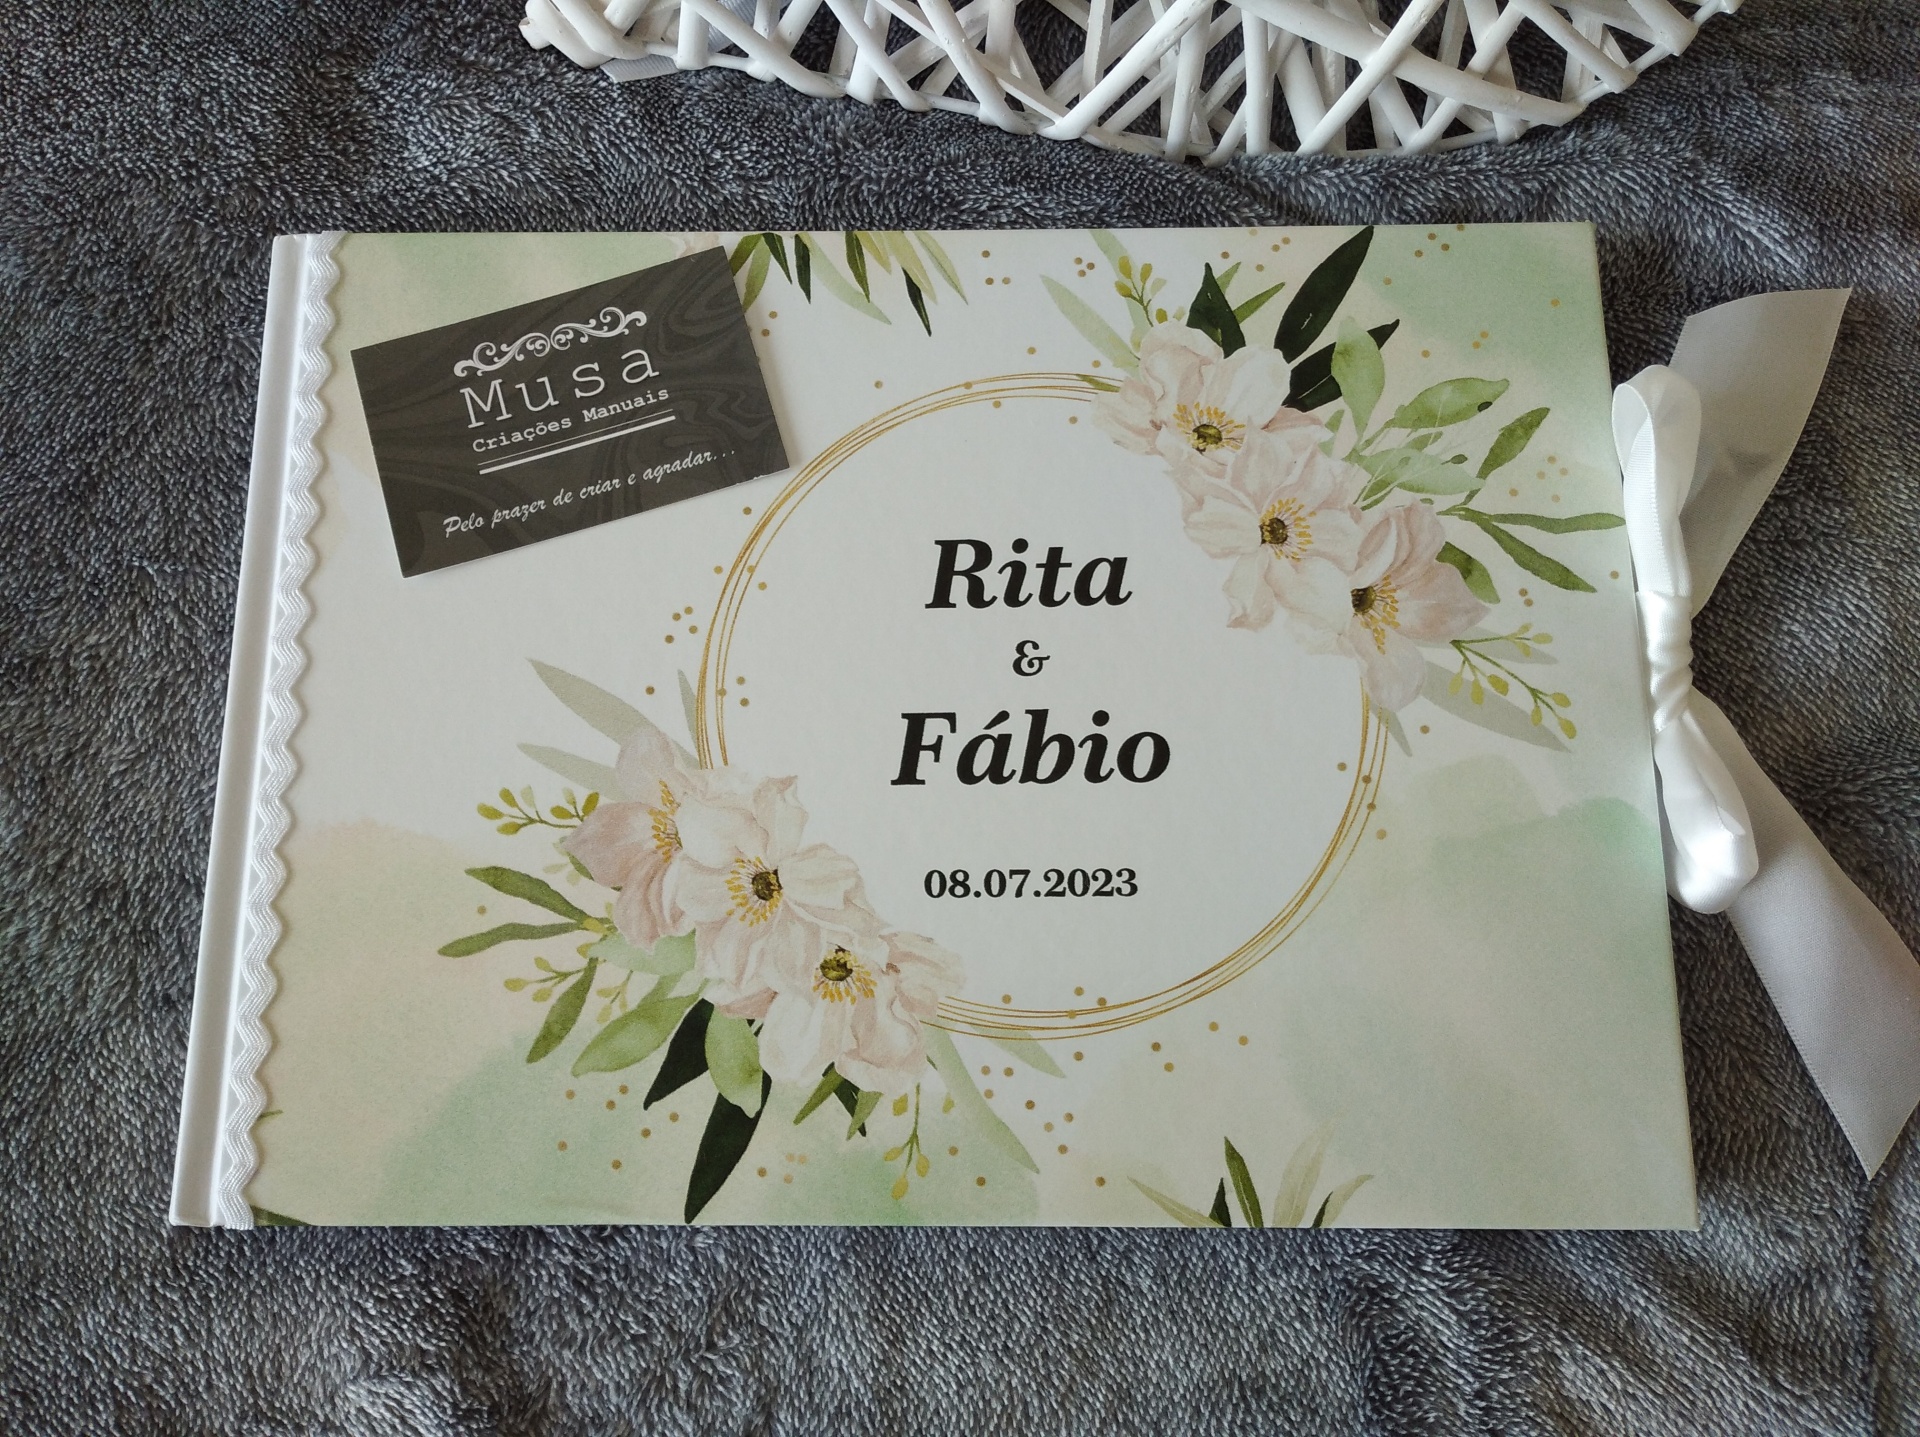 Musa
Criações Manuais
Pelo prazer de criar e agradar...
Rita
&
Fábio
08.07.2023